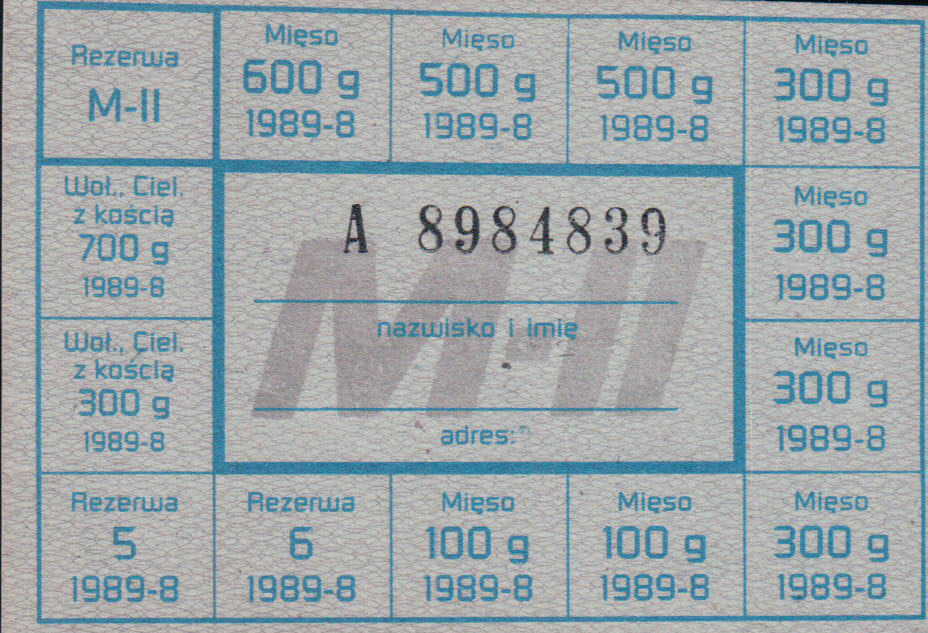 Rezerwa
M-II
Mięso
600 g
1989-8
Mięso
500 g
1989-8
Mięso
500 g
1989-8
Mięso
300 g
1989-8
Woł., Ciel.
z kością
700 g
1989-8
A 8984839
M-II
nazwisko i imię
adres:
Mięso
300 g
1989-8
Woł., Ciel.
z kością
300 g
1989-8
Mięso
300 g
1989-8
Rezerwa
5
1989-8
Rezerwa
6
1989-8
Mięso
100 g
1989-8
Mięso
100 g
1989-8
Mięso
300 g
1989-8